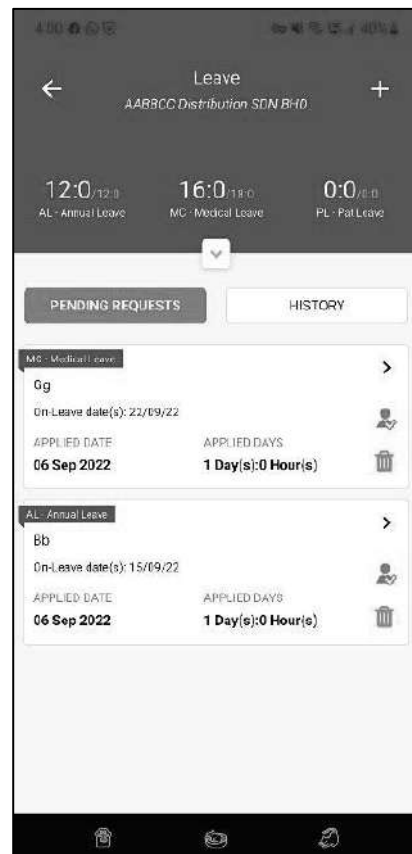 4:00
40%
Leave
AABBCC Distribution SDN BHD
12:0/12:0 16:0/18:0 0:0/0:0
AL - Annual Leave MC - Medical Leave PL - Pat Leave
PENDING REQUESTS HISTORY
MC - Medical Leave
Gg
On-Leave date(s): 22/09/22
APPLIED DATE APPLIED DAYS
06 Sep 2022 1 Day(s):0 Hour(s)
AL - Annual Leave
Bb
On-Leave date(s): 15/09/22
APPLIED DATE APPLIED DAYS
06 Sep 2022 1 Day(s):0 Hour(s)